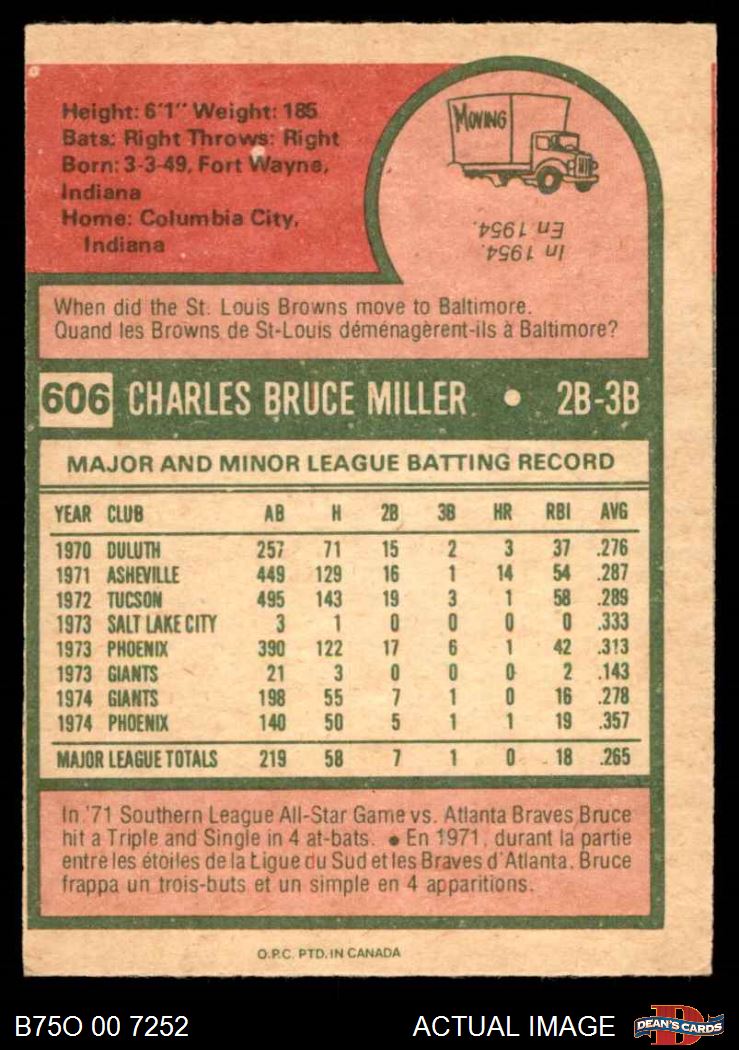 Height: 6'1" Weight: 185
Bats: Right Throws: Right
Born: 3-3-49, Fort Wayne,
Indiana
Home: Columbia City,
Indiana
MOVING
In 1954.
En 1954.
When did the St. Louis Browns move to Baltimore.
Quand les Browns de St-Louis déménagèrent-ils à Baltimore?
606 CHARLES BRUCE MILLER • 2B-3B
MAJOR AND MINOR LEAGUE BATTING RECORD
YEAR CLUB AB H 2B 3B HR RBI AVG
1970 DULUTH 257 71 15 2 3 37 .276
1971 ASHEVILLE 449 129 16 1 14 54 .287
1972 TUCSON 495 143 19 3 1 58 .289
1973 SALT LAKE CITY 3 1 0 0 0 0 .333
1973 PHOENIX 390 122 17 6 1 42 .313
1973 GIANTS 21 3 0 0 0 2 .143
1974 GIANTS 198 55 7 1 0 16 .278
1974 PHOENIX 140 50 5 1 1 19 .357
MAJOR LEAGUE TOTALS 219 58 7 1 0 18 .265
In '71 Southern League All-Star Game vs. Atlanta Braves, Bruce
hit a Triple and Single in 4 at-bats. • En 1971, durant la partie
entre les étoiles de la Ligue du Sud et les Braves d'Atlanta, Bruce
frappa un trois-buts et un simple en 4 apparitions.
O.P.C. PTD. IN CANADA
B75O 00 7252
ACTUAL IMAGE
DEAN'S CARDS